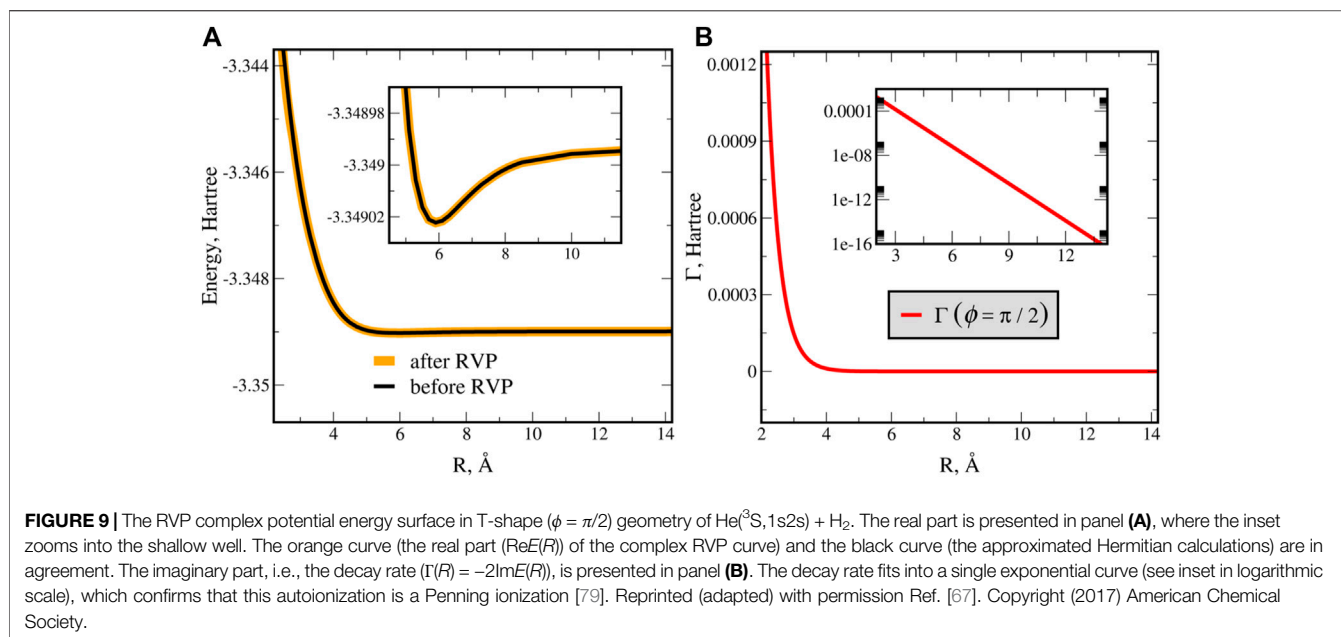 A
Energy, Hartree
-3.344
-3.346
-3.348
-3.35
-3.34898
-3.349
-3.34902
6
8
10
after RVP
before RVP
4
6
8
10
12
14
R, Å
B
Γ, Hartree
0.0012
0.0009
0.0006
0.0003
0
0.0001
1e-08
1e-12
1e-16
3
6
9
12
Γ (ϕ = π / 2)
2
4
6
8
10
12
14
R, Å
FIGURE 9 | The RVP complex potential energy surface in T-shape (ϕ = π/2) geometry of He(³S,1s2s) + H₂. The real part is presented in panel (A), where the inset
zooms into the shallow well. The orange curve (the real part (ReE(R)) of the complex RVP curve) and the black curve (the approximated Hermitian calculations) are in
agreement. The imaginary part, i.e., the decay rate (Γ(R) = −2ImE(R)), is presented in panel (B). The decay rate fits into a single exponential curve (see inset in logarithmic
scale), which confirms that this autoionization is a Penning ionization [79]. Reprinted (adapted) with permission Ref. [67]. Copyright (2017) American Chemical
Society.